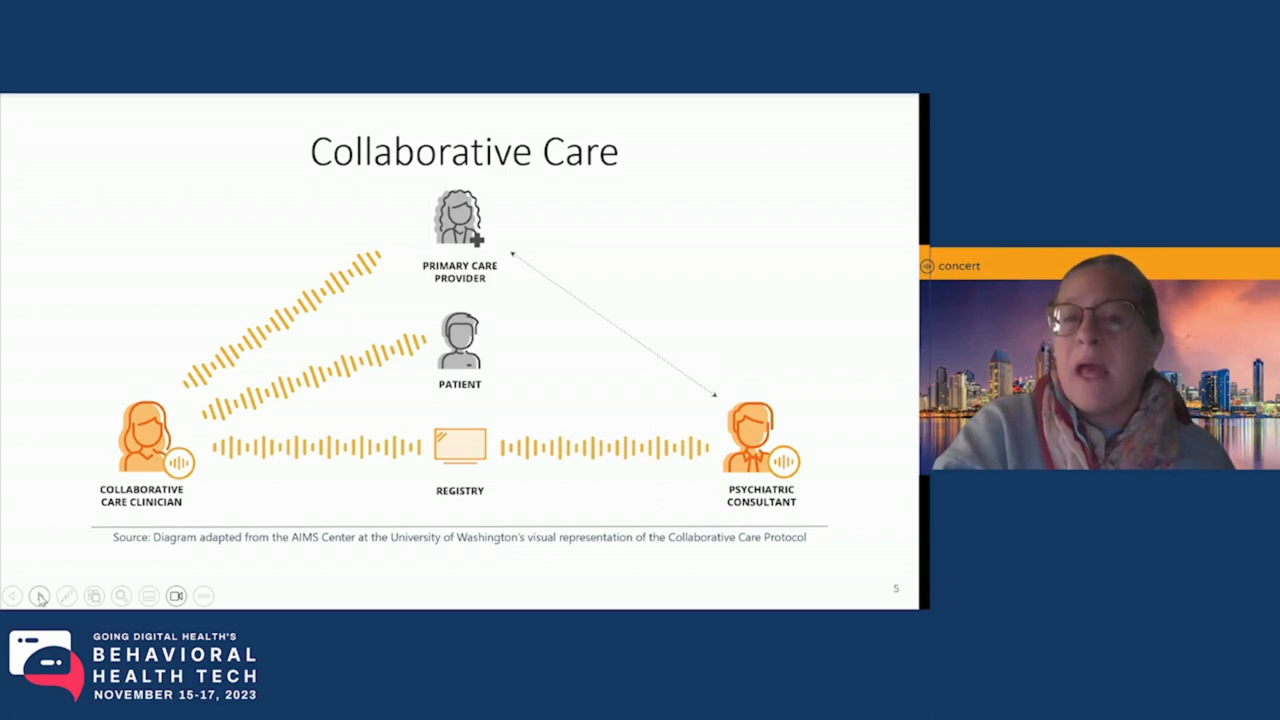 Collaborative Care
PRIMARY CARE
PROVIDER
PATIENT
COLLABORATIVE
CARE CLINICIAN
REGISTRY
PSYCHIATRIC
CONSULTANT
Source: Diagram adapted from the AIMS Center at the University of Washington's visual representation of the Collaborative Care Protocol
5
concert
GOING DIGITAL HEALTH'S
BEHAVIORAL
HEALTH TECH
NOVEMBER 15-17, 2023